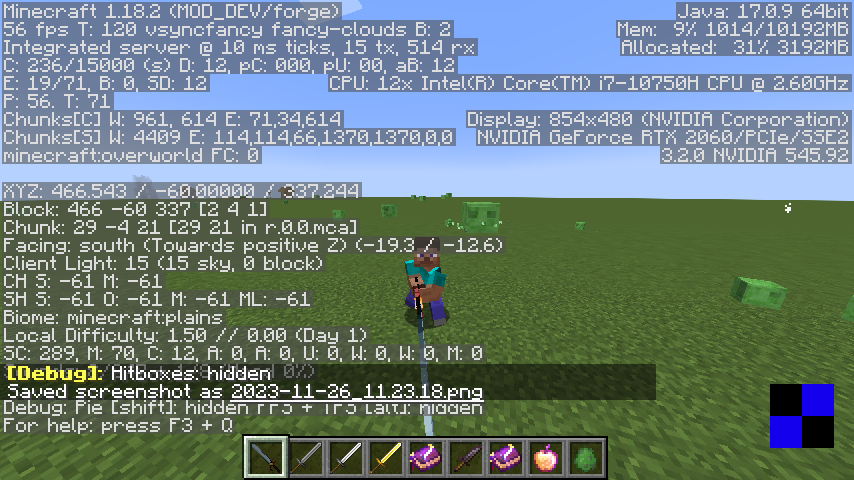 Minecraft 1.18.2 (MOD_DEV/forge)
56 fps T: 120 vsyncfancy fancy-clouds B: 2
Integrated server @ 10 ms ticks, 15 tx, 514 rx
C: 236/15000 (s) D: 12, pC: 000, pU: 00, aB: 12
E: 19/71, B: 0, SD: 12
P: 56. T: 71
Chunks[C] W: 961, 614 E: 71,34,614
Chunks[S] W: 4409 E: 114,114,66,1370,1370,0,0
minecraft:overworld FC: 0
Java: 17.0.9 64bit
Mem: 9% 1014/10192MB
Allocated: 31% 3192MB
CPU: 12x Intel(R) Core(TM) i7-10750H CPU @ 2.60GHz
Display: 854x480 (NVIDIA Corporation)
NVIDIA GeForce RTX 2060/PCIe/SSE2
3.2.0 NVIDIA 545.92
XYZ: 466.543 / -60.00000 / 337.244
Block: 466 -60 337 [2 4 1]
Chunk: 29 -4 21 [29 21 in r.0.0.mca]
Facing: south (Towards positive Z) (-19.3 / -12.6)
Client Light: 15 (15 sky, 0 block)
CH S: -61 M: -61
SH S: -61 O: -61 M: -61 ML: -61
Biome: minecraft:plains
Local Difficulty: 1.50 // 0.00 (Day 1)
SC: 289, M: 70, C: 12, A: 0, A: 0, U: 0, W: 0, W: 0, M: 0
[Debug]: Hitboxes: hidden
Saved screenshot as 2023-11-26_11.23.18.png
Debug: Pie [shift]: hidden FPS + TPS [alt]: hidden
For help: press F3 + Q